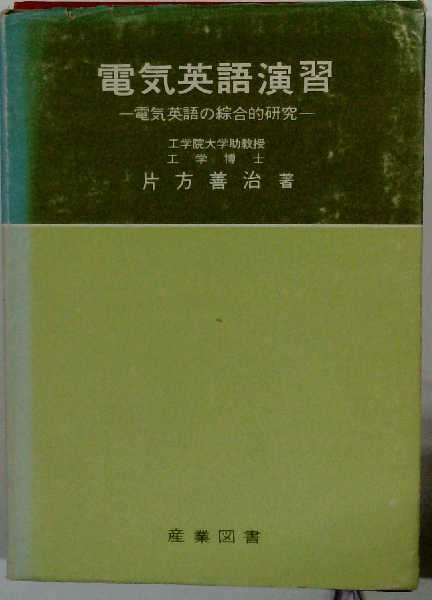 電気英語演習
―電気英語の綜合的研究―
工学院大学助教授
工学博士
片方善治 著
産業図書